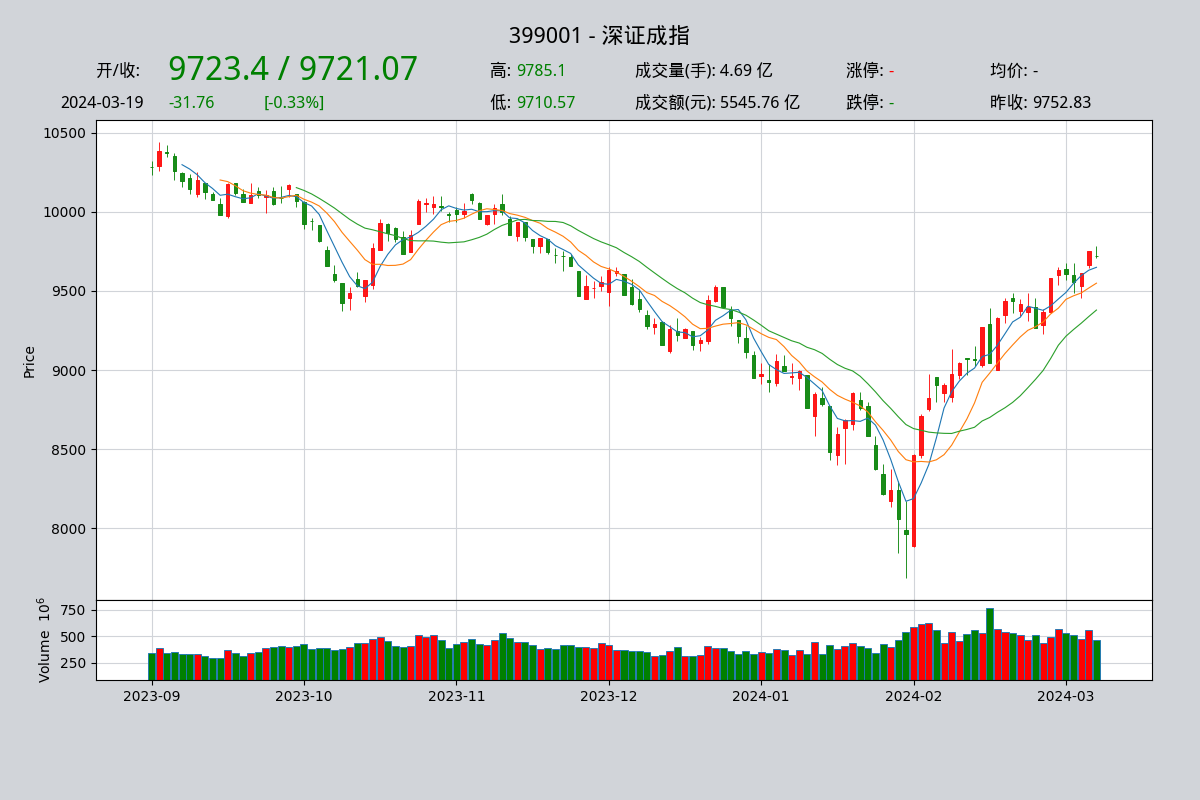 399001 - 深证成指
开/收: 9723.4 / 9721.07 高: 9785.1 成交量(手): 4.69 亿 涨停: - 均价: -
2024-03-19 -31.76 [-0.33%] 低: 9710.57 成交额(元): 5545.76 亿 跌停: - 昨收: 9752.83
10500
10000
9500
9000
8500
8000
Price
750
500
250
Volume 10⁶
2023-09 2023-10 2023-11 2023-12 2024-01 2024-02 2024-03